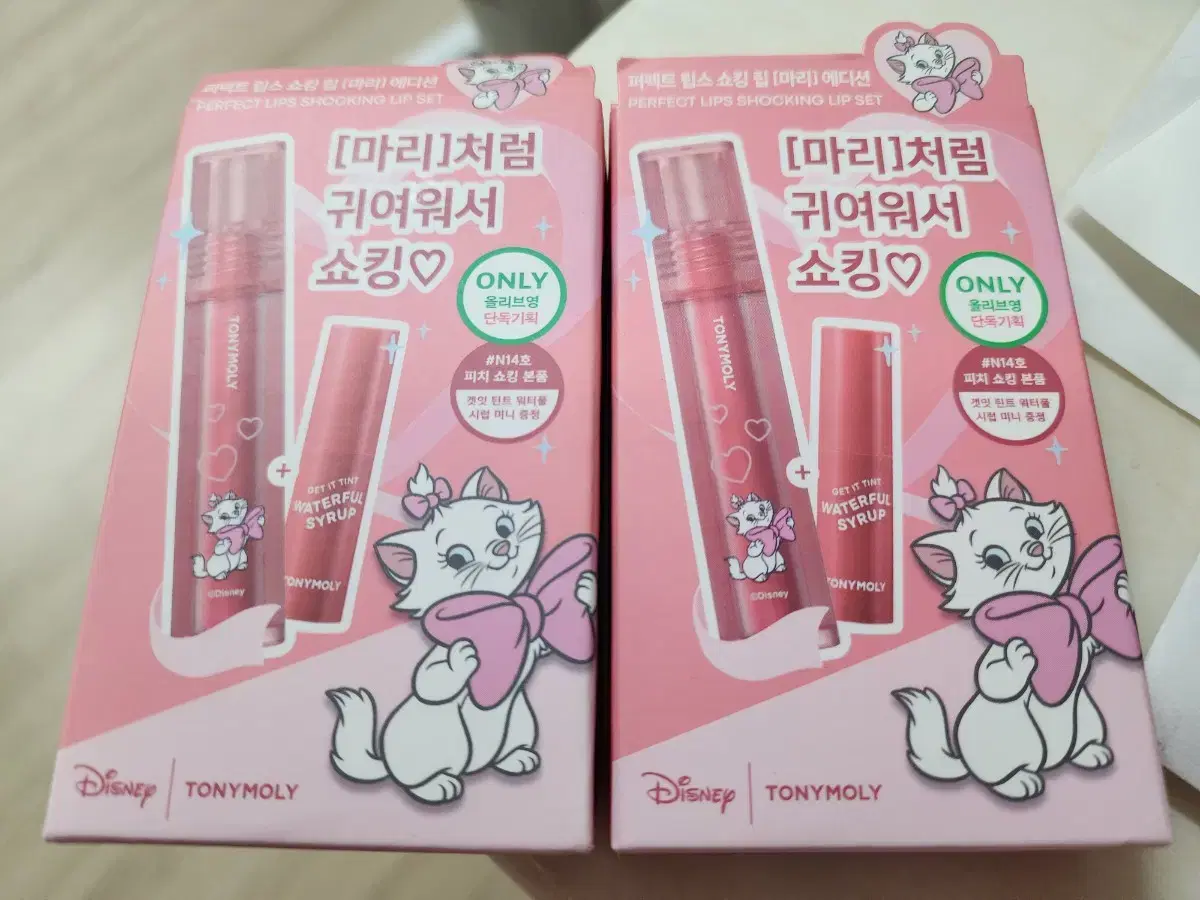 퍼펙트 립스 쇼킹 립 [마리] 에디션
PERFECT LIPS SHOCKING LIP SET
[마리]처럼
귀여워서
쇼킹♡
ONLY
올리브영
단독기획
#N14호
피치 쇼킹 본품
겟잇 틴트 워터풀
시럽 미니 증정
TONYMOLY
©Disney
+
GET IT TINT
WATERFUL
SYRUP
TONYMOLY
Disney | TONYMOLY
퍼펙트 립스 쇼킹 립 [마리] 에디션
PERFECT LIPS SHOCKING LIP SET
[마리]처럼
귀여워서
쇼킹♡
ONLY
올리브영
단독기획
#N14호
피치 쇼킹 본품
겟잇 틴트 워터풀
시럽 미니 증정
TONYMOLY
©Disney
+
GET IT TINT
WATERFUL
SYRUP
TONYMOLY
Disney | TONYMOLY